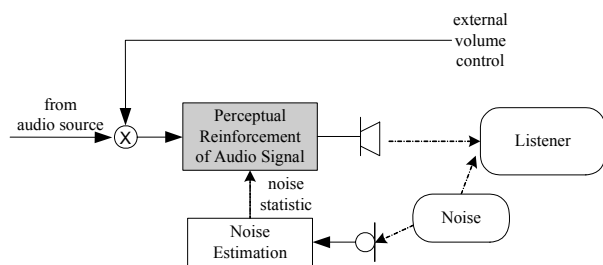 external
volume
control
from
audio source
X
Perceptual
Reinforcement
of Audio Signal
Listener
noise
statistic
Noise
Noise
Estimation